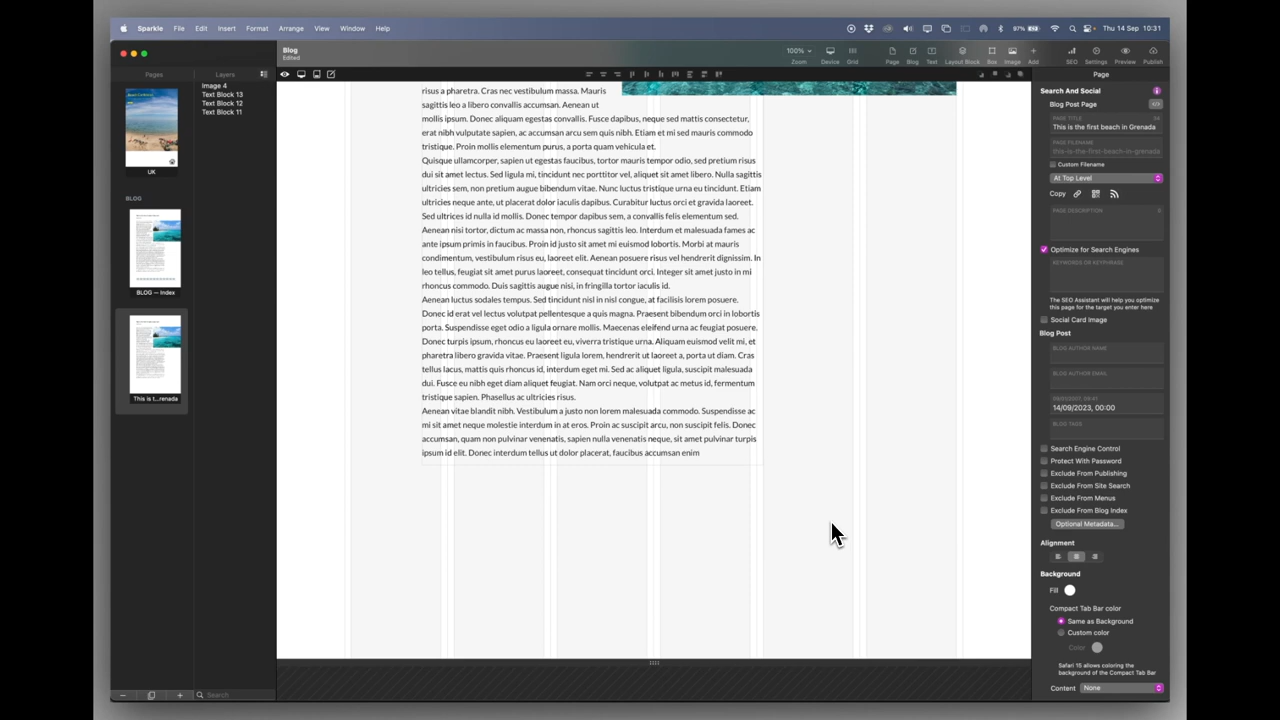 Sparkle File Edit Insert Format Arrange View Window Help 97% Thu 14 Sep 10:31
Blog
Edited
100%
Zoom Device Grid Page Blog Text Layout Block Box Image Add SEO Settings Preview Publish
Pages
Layers
Page
UK
BLOG
BLOG — Index
This is t...renada
Image 4
Text Block 13
Text Block 12
Text Block 11
Search
risus a pharetra. Cras nec vestibulum massa. Mauris
sagittis leo a libero convallis accumsan. Aenean ut
mollis ipsum. Donec aliquam egestas convallis. Fusce dapibus, neque sed mattis consectetur,
erat nibh vulputate sapien, ac accumsan arcu sem quis nibh. Etiam et mi sed mauris commodo
tristique. Proin mollis elementum purus, a porta quam vehicula et.
Quisque ullamcorper, sapien ut egestas faucibus, tortor mauris tempor odio, sed pretium risus
dui sit amet lectus. Sed ligula mi, tincidunt nec porttitor vel, aliquet sit amet libero. Nulla sagittis
ultricies sem, non pretium augue bibendum vitae. Nunc luctus tristique urna eu tincidunt. Etiam
ultricies neque ante, ut placerat dolor iaculis dapibus. Curabitur luctus orci et gravida laoreet.
Sed ultrices id nulla id mollis. Donec tempor dapibus sem, a convallis felis elementum sed.
Aenean nisi tortor, dictum ac massa non, rhoncus sagittis leo. Interdum et malesuada fames ac
ante ipsum primis in faucibus. Proin id justo sit amet mi euismod lobortis. Morbi at mauris
condimentum, vestibulum risus eu, laoreet elit. Aenean posuere risus vel hendrerit dignissim. In
leo tellus, feugiat sit amet purus laoreet, consequat tincidunt orci. Integer sit amet justo in mi
rhoncus commodo. Duis sagittis augue nisi, in fringilla tortor iaculis id.
Aenean luctus sodales tempus. Sed tincidunt nisl in nisl congue, at facilisis lorem posuere.
Donec id erat vel lectus volutpat pellentesque a quis magna. Praesent bibendum orci in lobortis
porta. Suspendisse eget odio a ligula ornare mollis. Maecenas eleifend urna ac feugiat posuere.
Donec turpis ipsum, rhoncus eu laoreet eu, viverra tristique urna. Aliquam euismod velit mi, et
pharetra libero gravida vitae. Praesent ligula lorem, hendrerit ut laoreet a, porta ut diam. Cras
tellus lacus, mattis quis rhoncus id, interdum eget mi. Sed ac aliquet ligula, suscipit malesuada
dui. Fusce eu nibh eget diam aliquet feugiat. Nam orci neque, volutpat ac metus id, fermentum
tristique sapien. Phasellus ac ultricies risus.
Aenean vitae blandit nibh. Vestibulum a justo non lorem malesuada commodo. Suspendisse ac
mi sit amet neque molestie interdum in at eros. Proin ac suscipit arcu, non suscipit felis. Donec
accumsan, quam non pulvinar venenatis, sapien nulla venenatis neque, sit amet pulvinar turpis
ipsum id elit. Donec interdum tellus ut dolor placerat, faucibus accumsan enim
Search And Social
Blog Post Page
PAGE TITLE
This is the first beach in Grenada
PAGE FILENAME
this-is-the-first-beach-in-grenada
Custom Filename
At Top Level
Copy
PAGE DESCRIPTION 0
Optimize for Search Engines
KEYWORDS OR KEYPHRASE
The SEO Assistant will help you optimize
this page for the target you enter here
Social Card Image
Blog Post
BLOG AUTHOR NAME
BLOG AUTHOR EMAIL
14/09/2023, 00:00
BLOG TAGS
Search Engine Control
Protect With Password
Exclude From Publishing
Exclude From Site Search
Exclude From Menus
Exclude From Blog Index
Optional Metadata...
Alignment
Background
Fill
Compact Tab Bar color
Same as Background
Custom color
Color
Safari 15 allows coloring the
background of the Compact Tab Bar
Content None